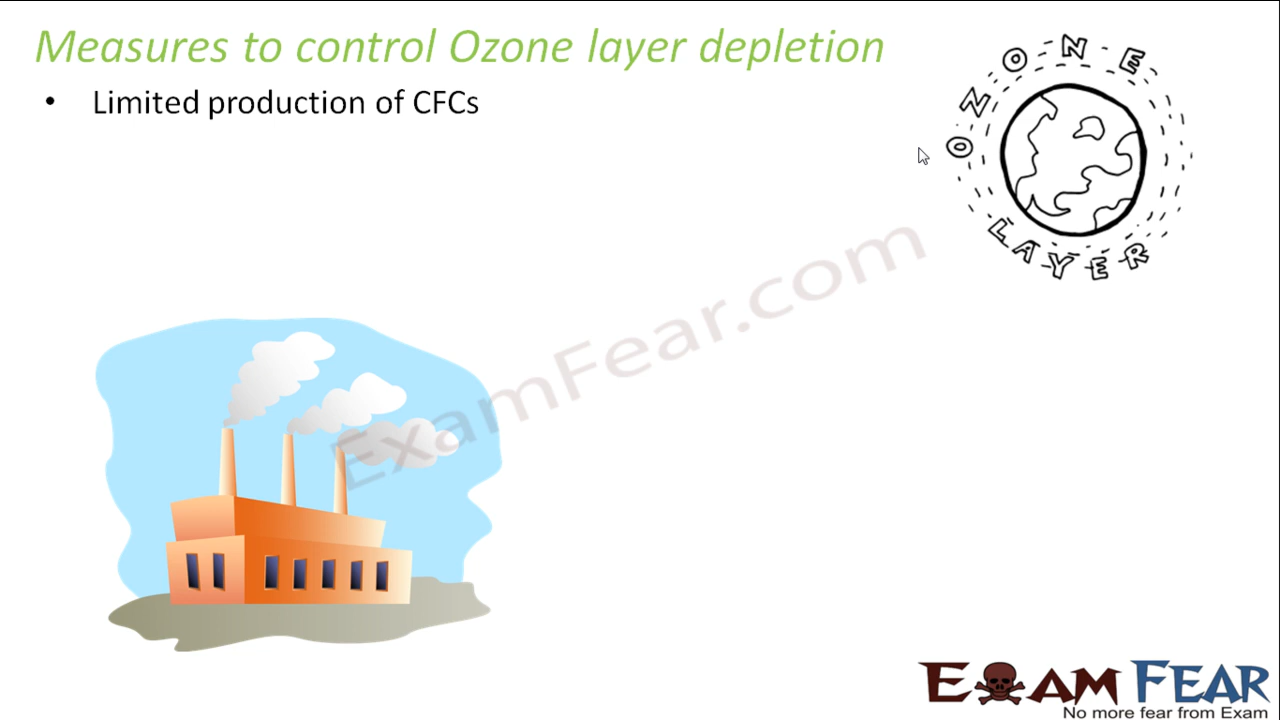 Measures to control Ozone layer depletion
• Limited production of CFCs
OZONE
LAYER
ExamFear.com
EXAM FEAR
No more fear from Exam